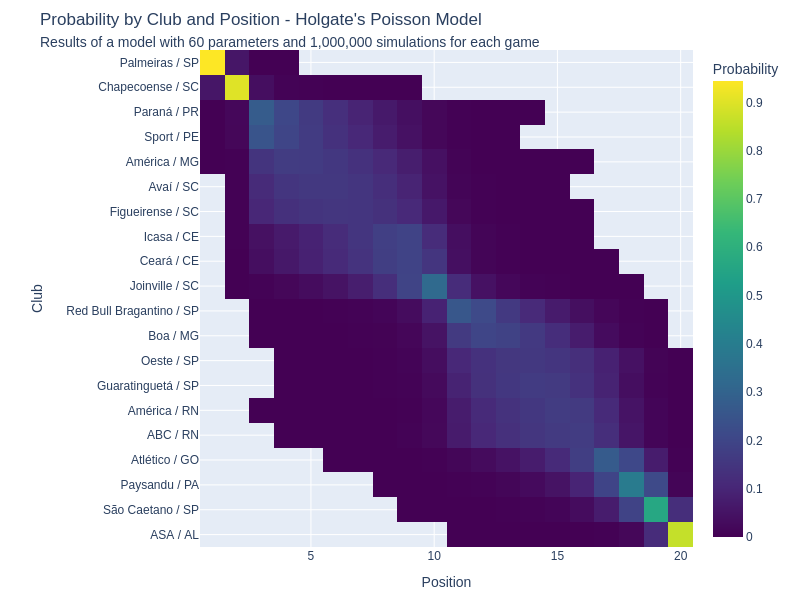 Probability by Club and Position - Holgate's Poisson Model
Results of a model with 60 parameters and 1,000,000 simulations for each game
Probability
Club
Palmeiras / SP
Chapecoense / SC
Paraná / PR
Sport / PE
América / MG
Avaí / SC
Figueirense / SC
Icasa / CE
Ceará / CE
Joinville / SC
Red Bull Bragantino / SP
Boa / MG
Oeste / SP
Guaratinguetá / SP
América / RN
ABC / RN
Atlético / GO
Paysandu / PA
São Caetano / SP
ASA / AL
0.9
0.8
0.7
0.6
0.5
0.4
0.3
0.2
0.1
0
5 10 15 20
Position